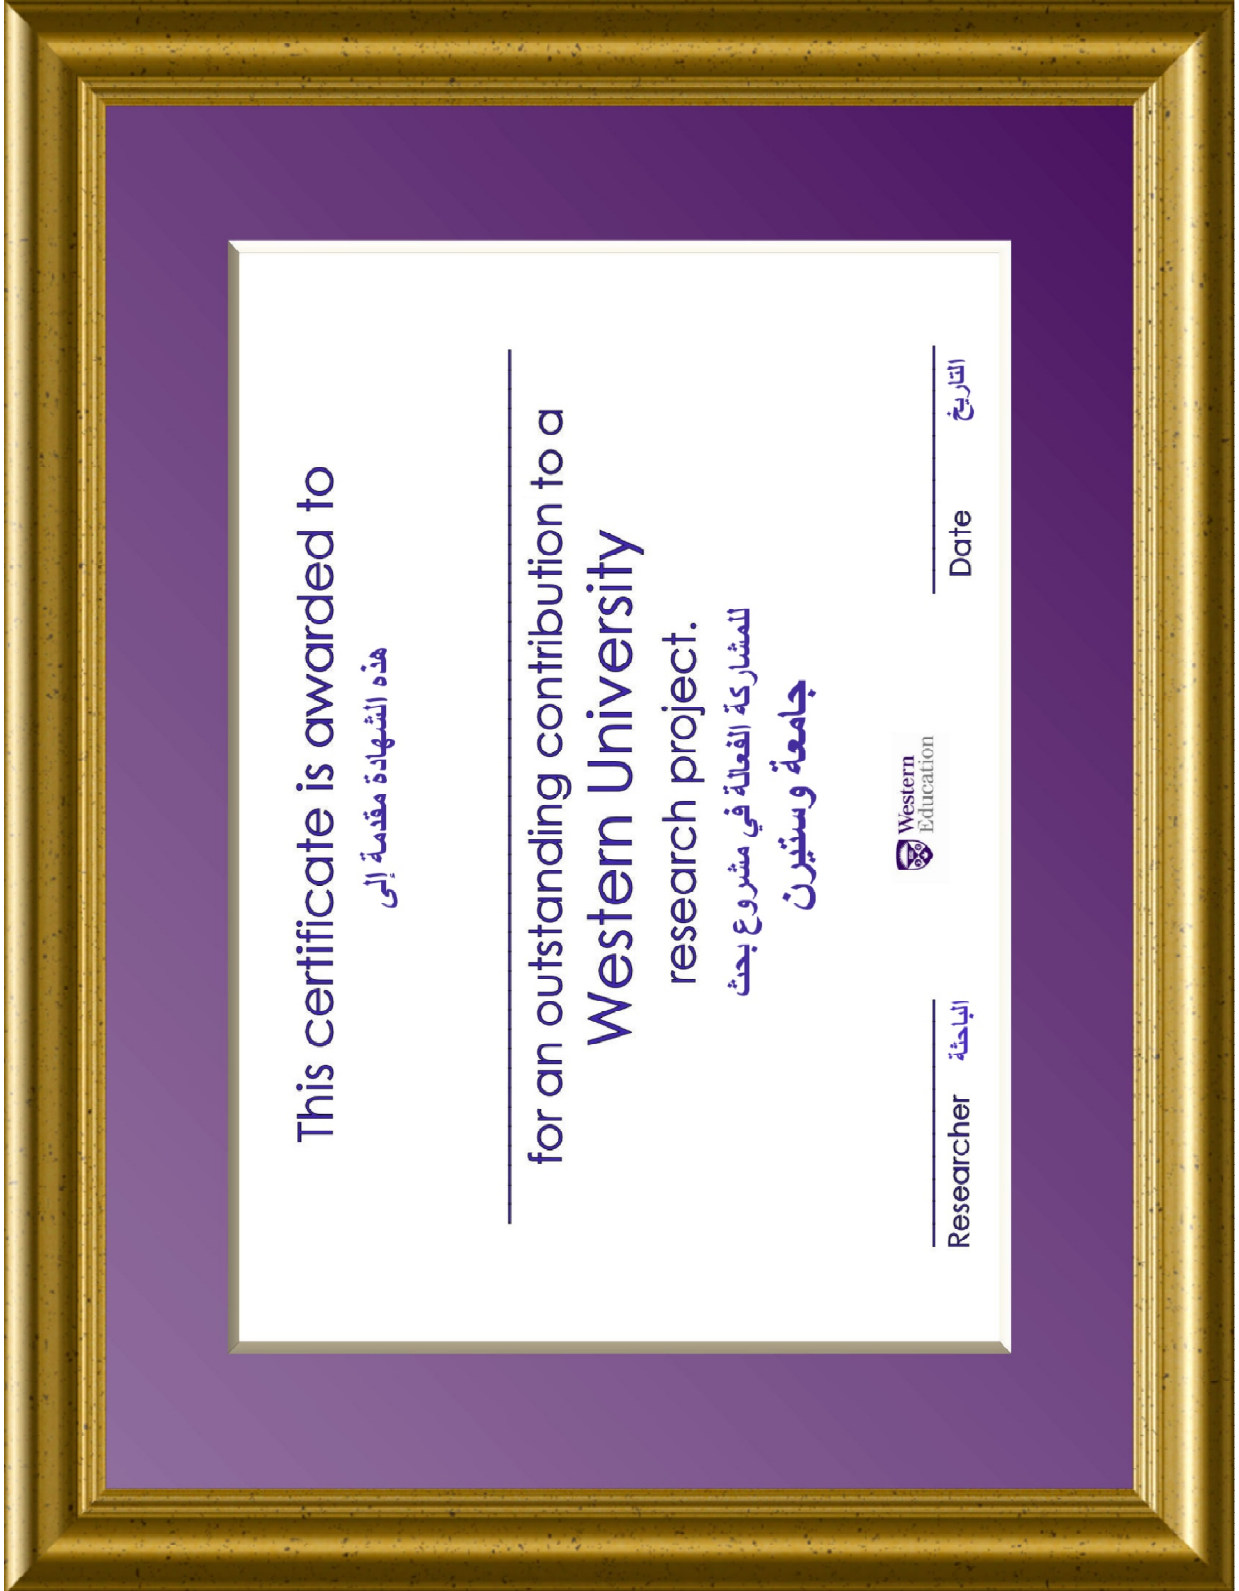 This certificate is awarded to
هذه الشهادة مقدمة إلى
for an outstanding contribution to a
Western University
research project.
للمشاركة الفعالة في مشروع بحث
جامعة وستيرن
Western
Education
Researcher الباحثة
Date التاريخ